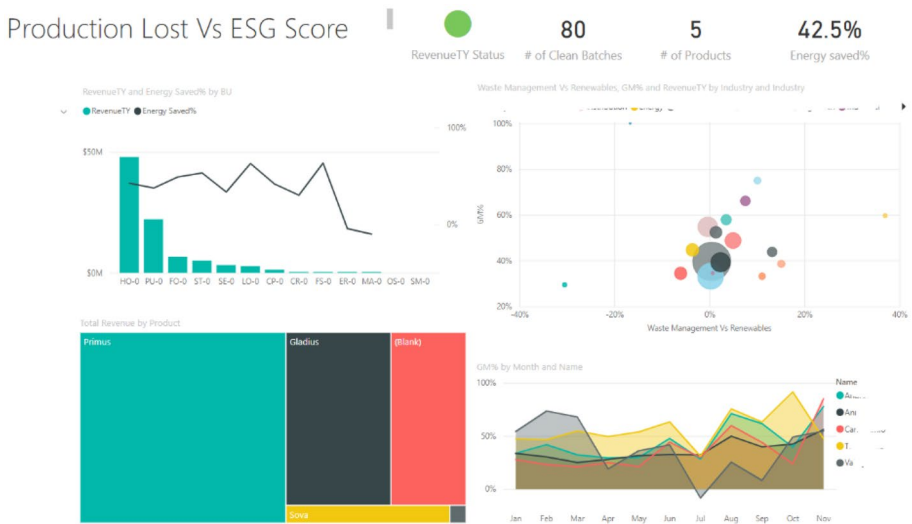 Production Lost Vs ESG Score
RevenueTY Status
80
# of Clean Batches
5
# of Products
42.5%
Energy saved%
RevenueTY and Energy Saved% by BU
RevenueTY Energy Saved%
100%
$50M
0%
$0M
HO-0 PU-0 FO-0 ST-0 SE-0 LO-0 CP-0 CR-0 FS-0 ER-0 MA-0 OS-0 SM-0
Waste Management Vs Renewables, GM% and RevenueTY by Industry and Industry
100%
80%
60%
40%
20%
GM%
-40% -20% 0% 20% 40%
Waste Management Vs Renewables
Total Revenue by Product
Primus
Gladius
(Blank)
Sova
GM% by Month and Name
100%
50%
0%
Jan Feb Mar Apr May Jun Jul Aug Sep Oct Nov
Name